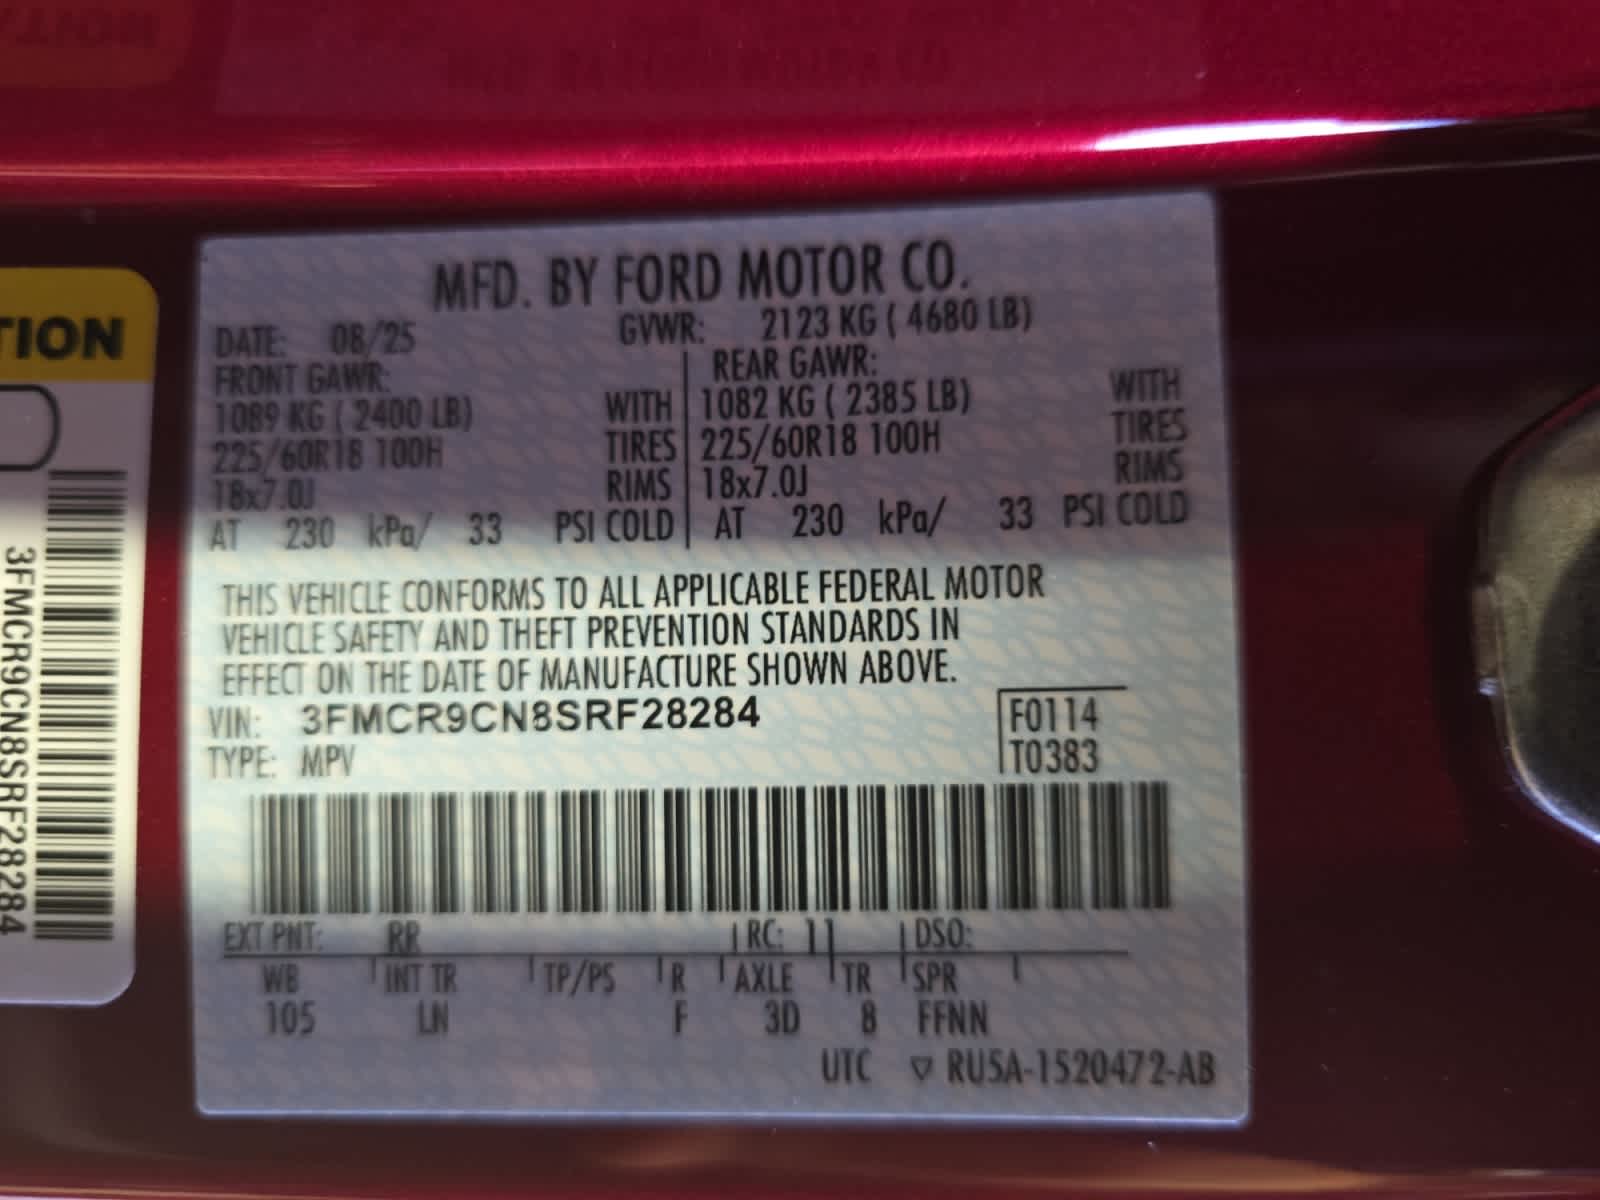 TION
3FMCR9CN8SRF28284
MFD. BY FORD MOTOR CO.
DATE: 08/25 GVWR: 2123 KG ( 4680 LB)
FRONT GAWR: REAR GAWR:
1089 KG ( 2400 LB) WITH 1082 KG ( 2385 LB) WITH
225/60R18 100H TIRES 225/60R18 100H TIRES
18x7.0J RIMS 18x7.0J RIMS
AT 230 kPa/ 33 PSI COLD AT 230 kPa/ 33 PSI COLD
THIS VEHICLE CONFORMS TO ALL APPLICABLE FEDERAL MOTOR
VEHICLE SAFETY AND THEFT PREVENTION STANDARDS IN
EFFECT ON THE DATE OF MANUFACTURE SHOWN ABOVE.
VIN: 3FMCR9CN8SRF28284 F0114
TYPE: MPV T0383
EXT PNT: RR RC: 11 DSO:
WB INT TR TP/PS R AXLE TR SPR
105 LN F 3D 8 FFNN
UTC ▽ RU5A-1520472-AB